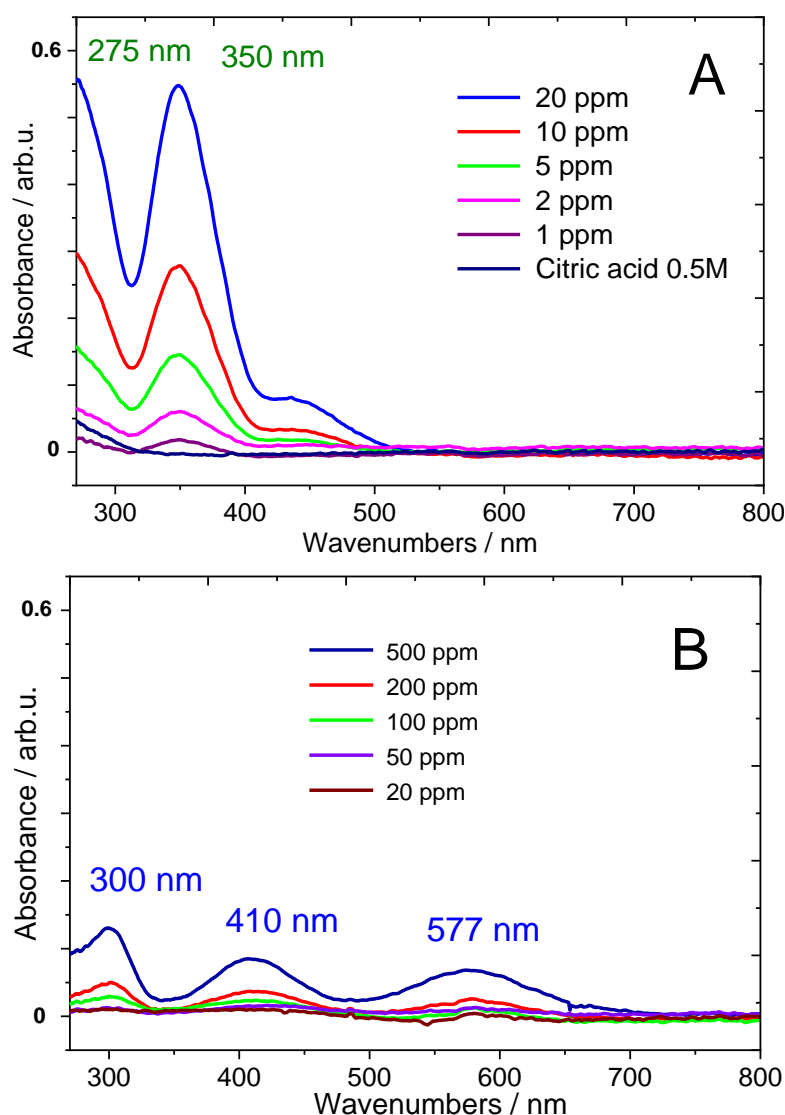 0.6
275 nm
350 nm
A
20 ppm
10 ppm
5 ppm
2 ppm
1 ppm
Citric acid 0.5M
Absorbance / arb.u.
0
300 400 500 600 700 800
Wavenumbers / nm
0.6
B
500 ppm
200 ppm
100 ppm
50 ppm
20 ppm
Absorbance / arb.u.
300 nm
410 nm
577 nm
0
300 400 500 600 700 800
Wavenumbers / nm